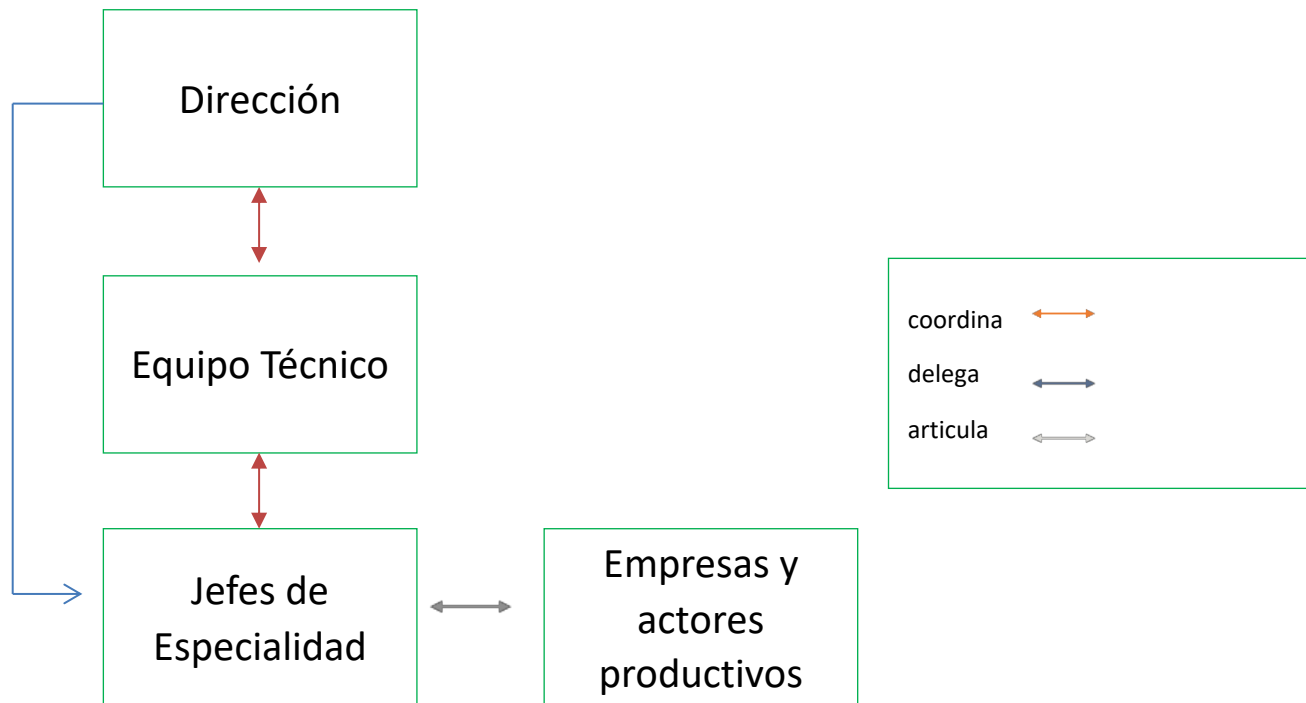 Dirección
Equipo Técnico
coordina
delega
articula
Jefes de
Especialidad
Empresas y
actores
productivos